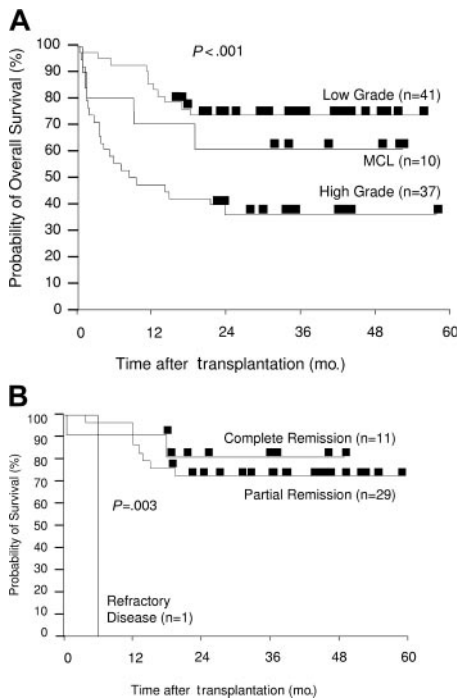 A
P<.001
Probability of Overall Survival (%)
100
90
80
70
60
50
40
30
20
10
0
Low Grade (n=41)
MCL (n=10)
High Grade (n=37)
0 12 24 36 48 60
Time after transplantation (mo.)
B
Probability of Survival (%)
100
90
80
70
60
50
40
30
20
10
0
Complete Remission (n=11)
Partial Remission (n=29)
P=.003
Refractory
Disease (n=1)
0 12 24 36 48 60
Time after transplantation (mo.)